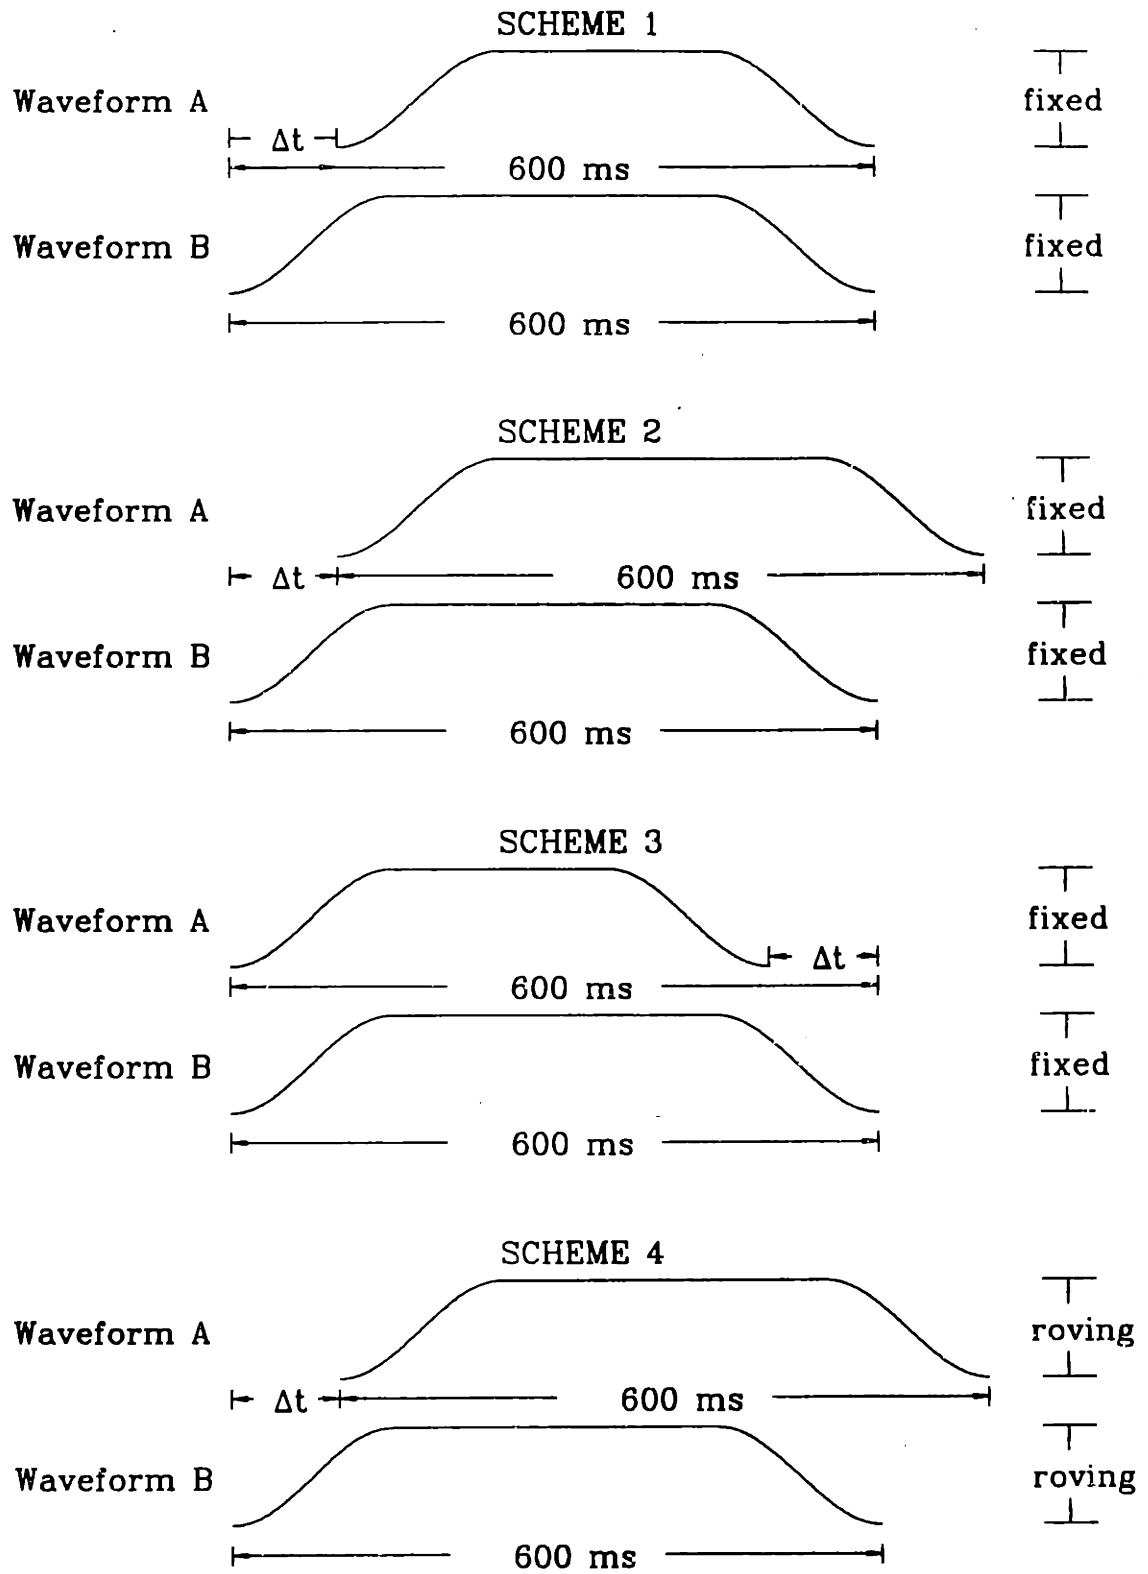 SCHEME 1
Waveform A
fixed
Δt
600 ms
Waveform B
fixed
600 ms
SCHEME 2
Waveform A
fixed
Δt
600 ms
Waveform B
fixed
600 ms
SCHEME 3
Waveform A
fixed
Δt
600 ms
Waveform B
fixed
600 ms
SCHEME 4
Waveform A
roving
Δt
600 ms
Waveform B
roving
600 ms